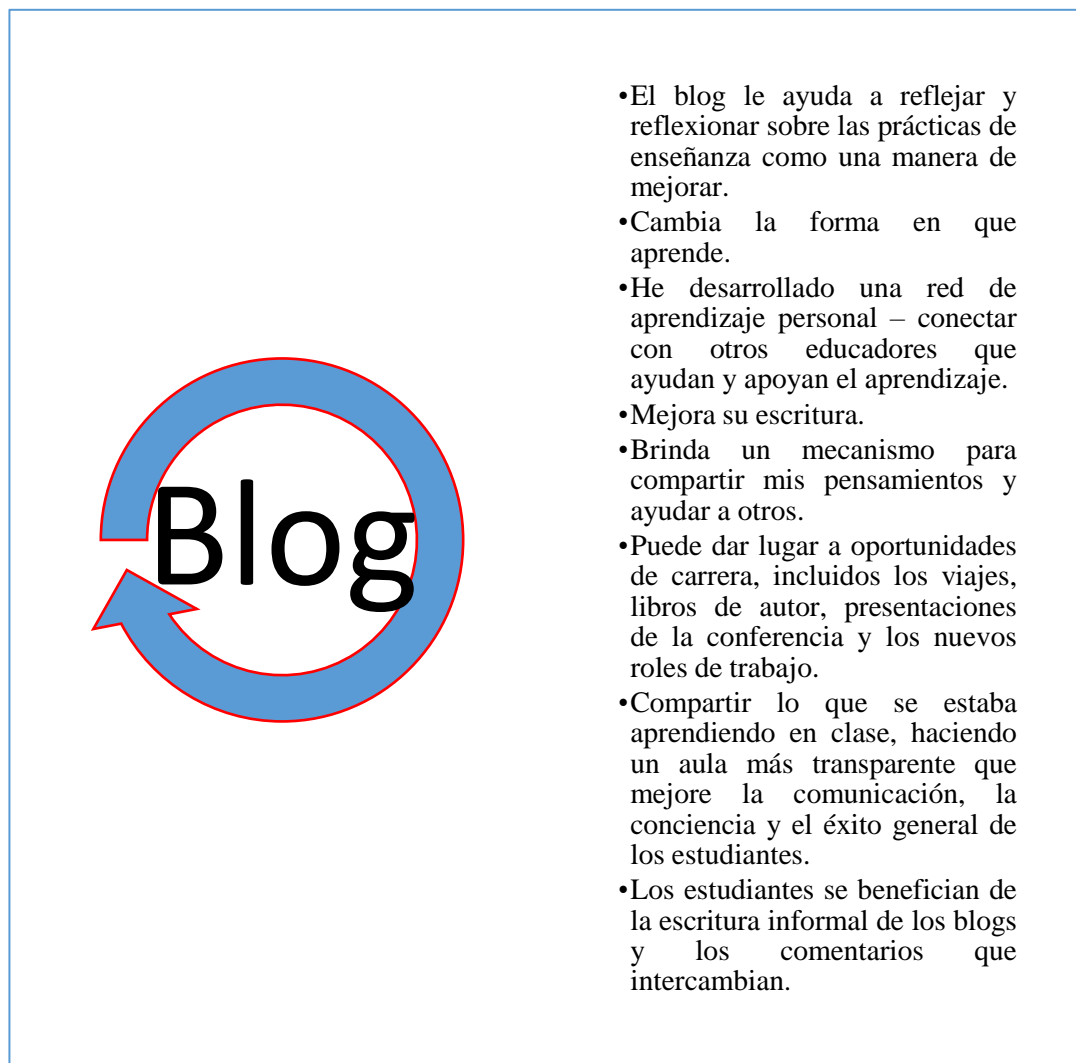 Blog
•El blog le ayuda a reflejar y
reflexionar sobre las prácticas de
enseñanza como una manera de
mejorar.
•Cambia la forma en que
aprende.
•He desarrollado una red de
aprendizaje personal – conectar
con otros educadores que
ayudan y apoyan el aprendizaje.
•Mejora su escritura.
•Brinda un mecanismo para
compartir mis pensamientos y
ayudar a otros.
•Puede dar lugar a oportunidades
de carrera, incluidos los viajes,
libros de autor, presentaciones
de la conferencia y los nuevos
roles de trabajo.
•Compartir lo que se estaba
aprendiendo en clase, haciendo
un aula más transparente que
mejore la comunicación, la
conciencia y el éxito general de
los estudiantes.
•Los estudiantes se benefician de
la escritura informal de los blogs
y los comentarios que
intercambian.